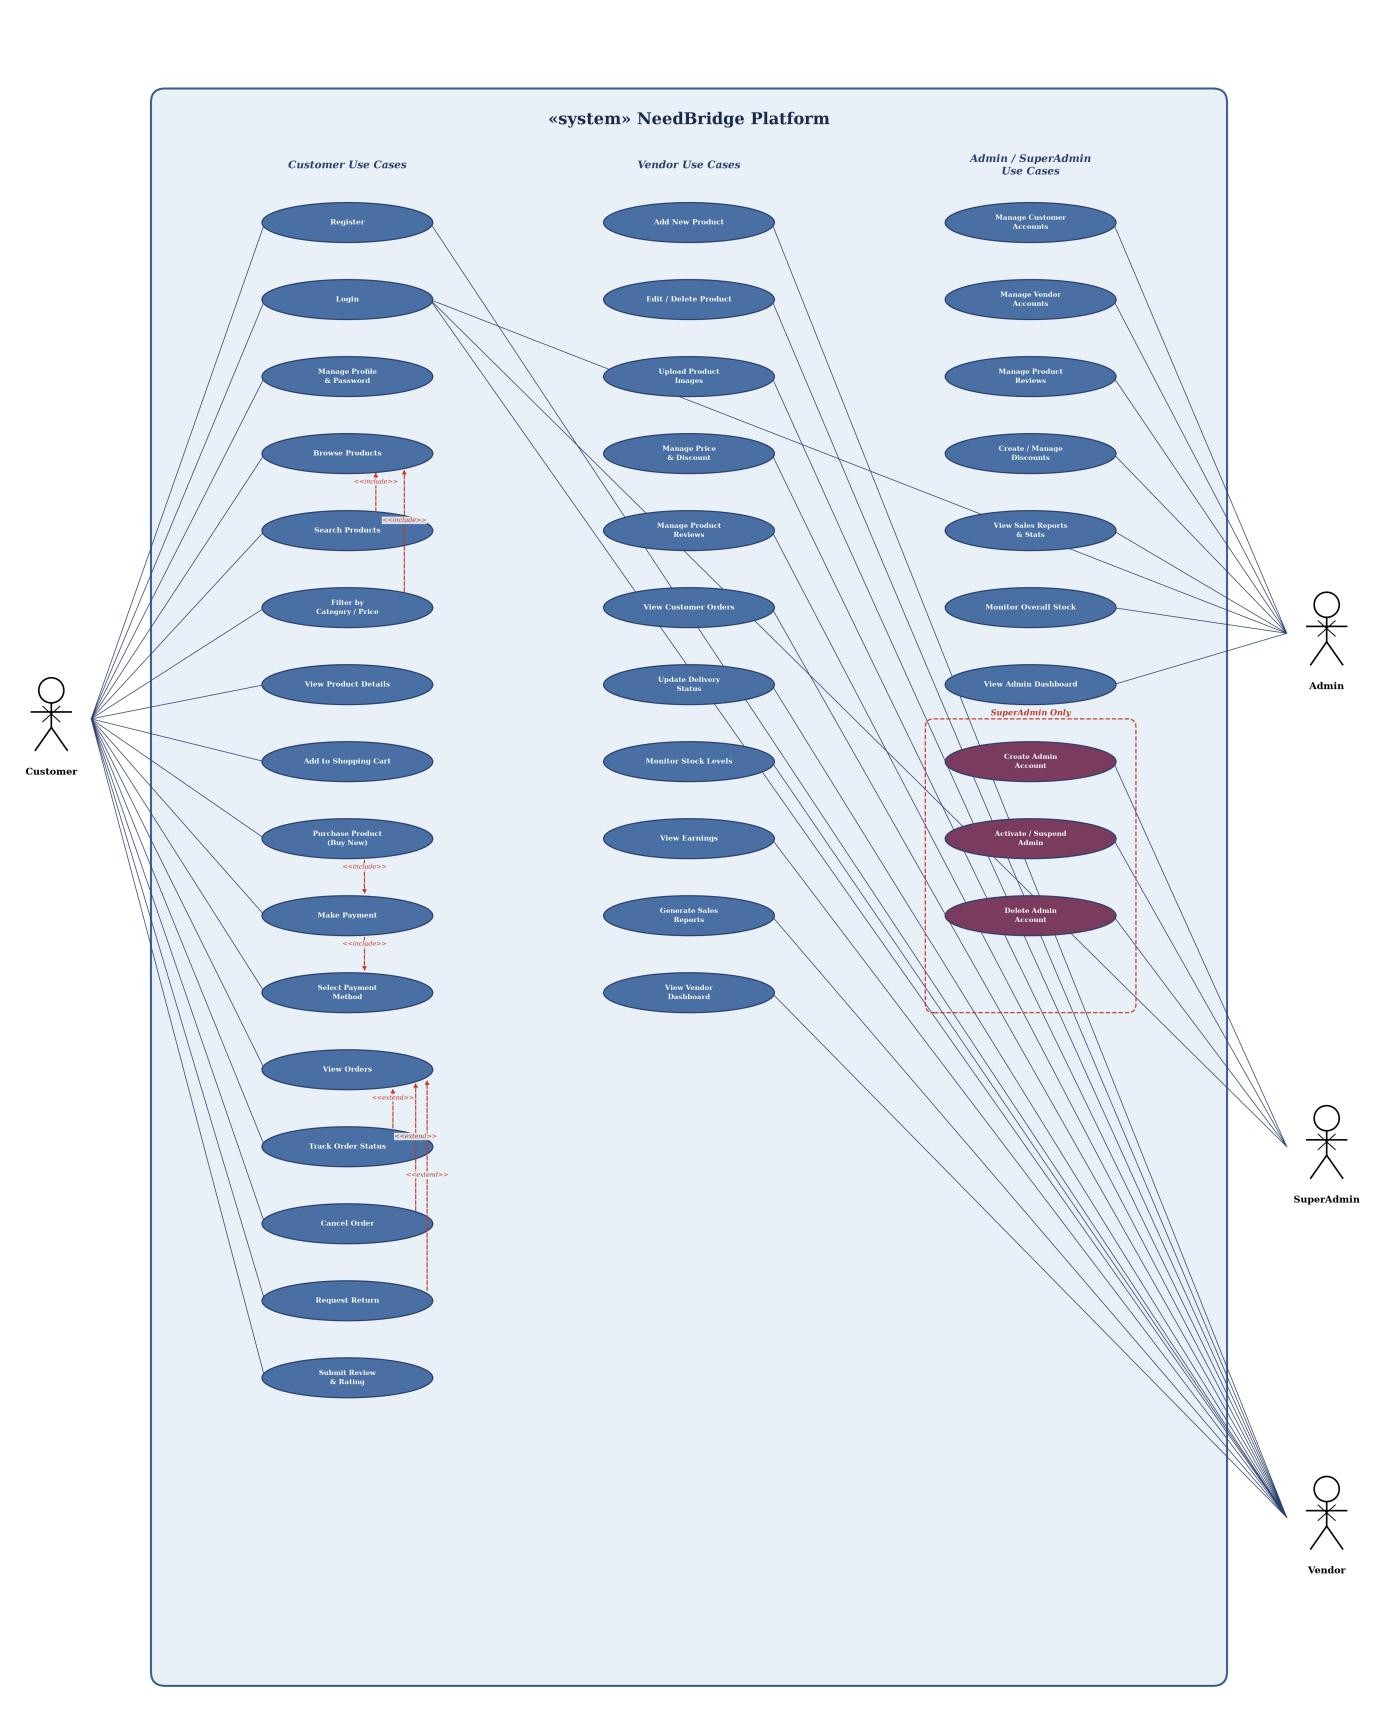 «system» NeedBridge Platform
Customer Use Cases
Register
Login
Manage Profile
& Password
Browse Products
<<include>>
<<include>>
Search Products
Filter by
Category / Price
View Product Details
Add to Shopping Cart
Purchase Product
(Buy Now)
<<include>>
Make Payment
<<include>>
Select Payment
Method
View Orders
<<extend>>
<<extend>>
Track Order Status
<<extend>>
Cancel Order
Request Return
Submit Review
& Rating
Vendor Use Cases
Add New Product
Edit / Delete Product
Upload Product
Images
Manage Price
& Discount
Manage Product
Reviews
View Customer Orders
Update Delivery
Status
Monitor Stock Levels
View Earnings
Generate Sales
Reports
View Vendor
Dashboard
Admin / SuperAdmin
Use Cases
Manage Customer
Accounts
Manage Vendor
Accounts
Manage Product
Reviews
Create / Manage
Discounts
View Sales Reports
& Stats
Monitor Overall Stock
View Admin Dashboard
SuperAdmin Only
Create Admin
Account
Activate / Suspend
Admin
Delete Admin
Account
Customer
Admin
SuperAdmin
Vendor